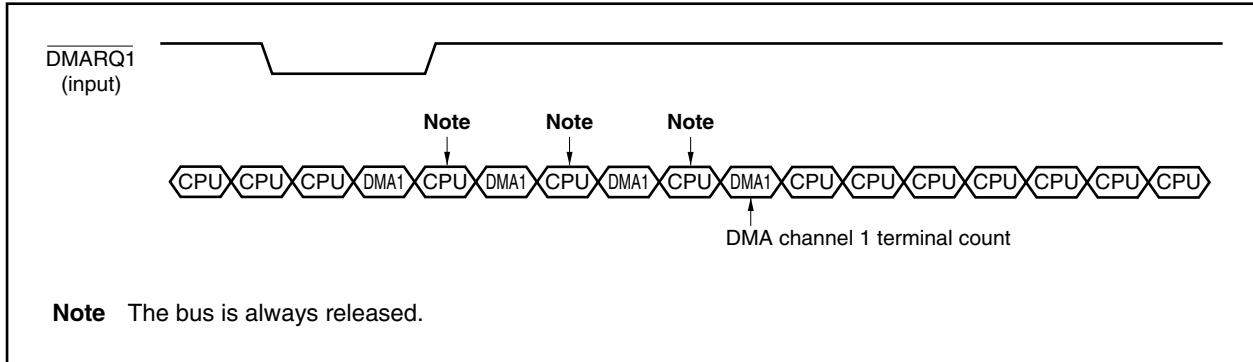 DMARQ1
(input)
Note Note Note
CPU CPU CPU DMA1 CPU DMA1 CPU DMA1 CPU DMA1 CPU CPU CPU CPU CPU CPU CPU
DMA channel 1 terminal count
Note The bus is always released.